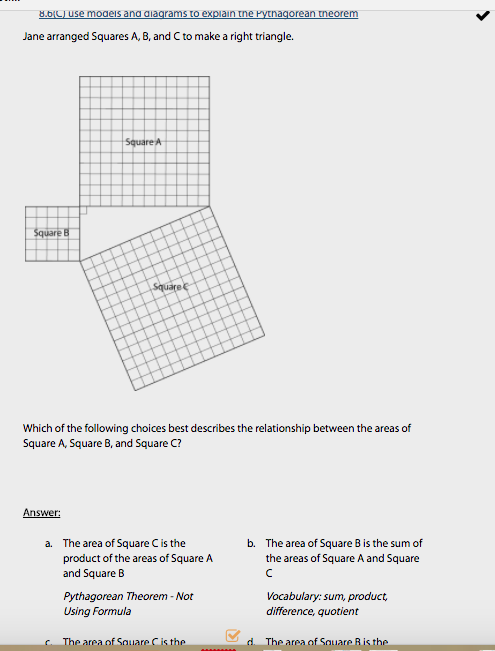 8.6(C) use models and diagrams to explain the Pythagorean theorem
Jane arranged Squares A, B, and C to make a right triangle.
Square A
Square B
Square C
Which of the following choices best describes the relationship between the areas of
Square A, Square B, and Square C?
Answer:
a. The area of Square C is the
product of the areas of Square A
and Square B
Pythagorean Theorem - Not
Using Formula
b. The area of Square B is the sum of
the areas of Square A and Square
C
Vocabulary: sum, product,
difference, quotient
c. The area of Square C is the
d. The area of Square B is the